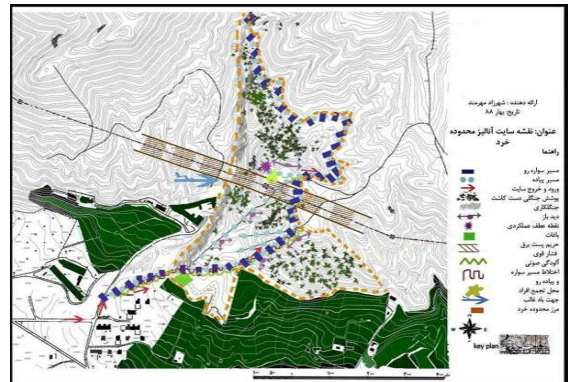 ارائه دهنده : شهرزاد مهرمند
تاریخ: بهار ۸۸
عنوان: نقشه سایت آنالیز محدوده
خرد
راهنما
مسیر سواره رو
مسیر پیاده
ورود و خروج سایت
پوشش جنگلی دست کاشت
جنگلکاری
دید باز
نقطه عطف عملکردی
باغات
حریم پست برق
فشار قوی
آلودگی صوتی
اختلاط مسیر سواره
و پیاده رو
محل تجمع افراد
جهت باد غالب
مرز محدوده خرد
key plan